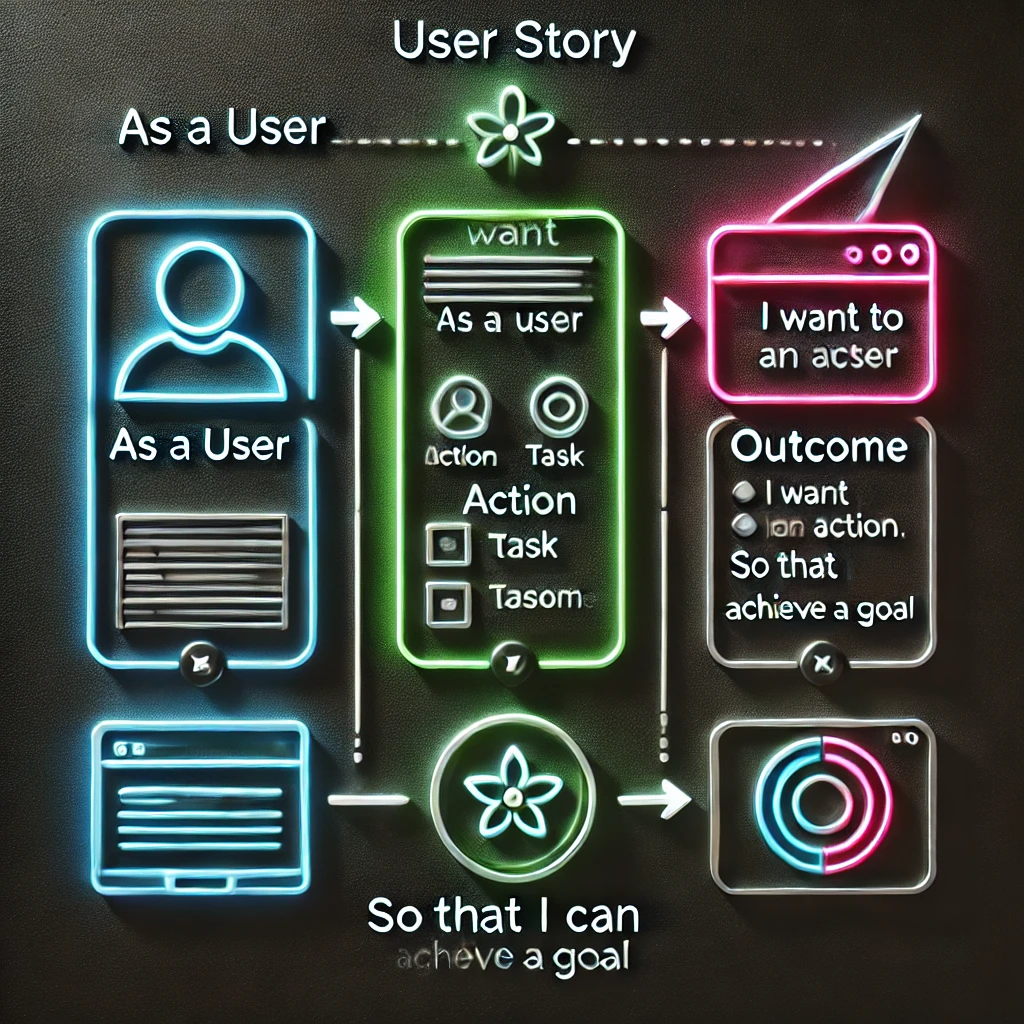 User Story
As a User
want
As a user
I want to
an acser
As a User
Action Task
Action
Task
Tasome
Outcome
I want
action.
So that
achieve a goal
So that I can
acheve a goal